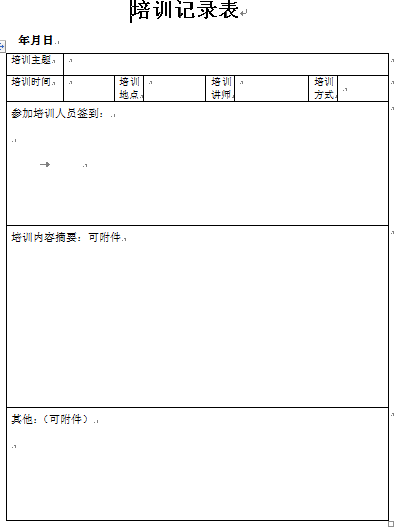 培训记录表
年月日
培训主题
培训时间 培训地点 培训讲师 培训方式
参加培训人员签到：
培训内容摘要：可附件
其他：（可附件）